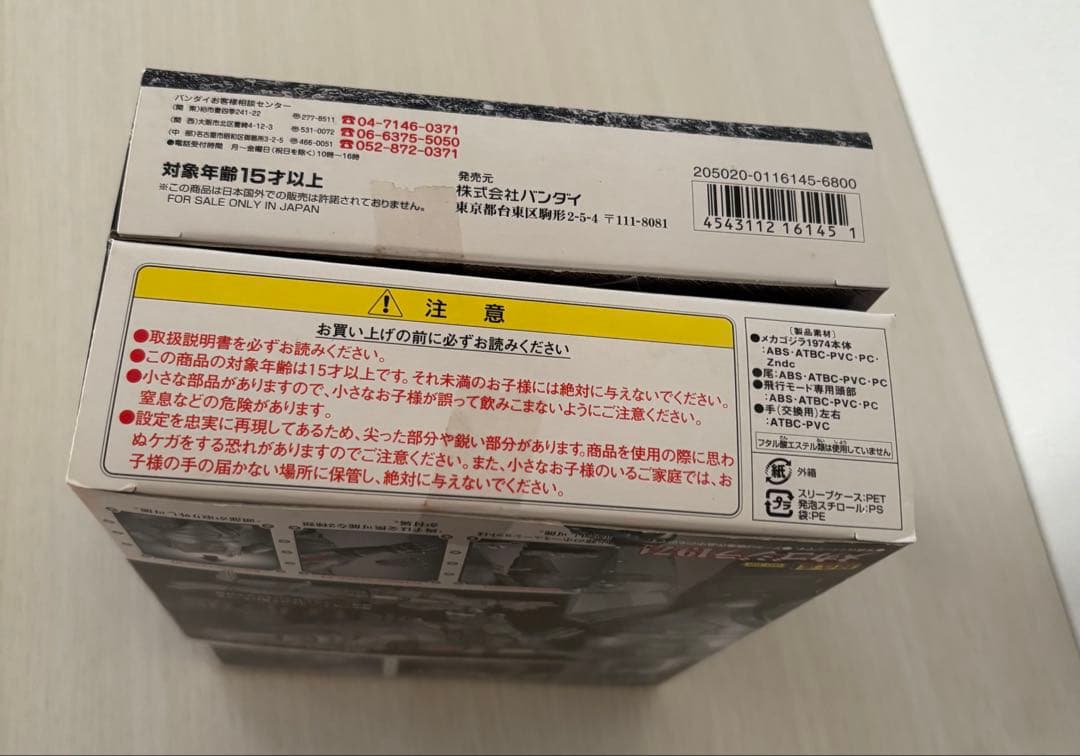 バンダイお客様相談センター
(関 東)柏市豊四季241-22 〒277-8511 ☎04-7146-0371
(関 西)大阪市北区豊崎4-12-3 〒531-0072 ☎06-6375-5050
(中 部)名古屋市昭和区御器所3-2-5 〒466-0051 ☎052-872-0371
●電話受付時間 月～金曜日(祝日を除く)10時～16時
対象年齢15才以上
※この商品は日本国外での販売は許諾されておりません。
FOR SALE ONLY IN JAPAN
発売元
株式会社バンダイ
東京都台東区駒形2-5-4 〒111-8081
205020-0116145-6800
4543112 16145 1
注 意
お買い上げの前に必ずお読みください
●取扱説明書を必ずお読みください。
●この商品の対象年齢は15才以上です。それ未満のお子様には絶対に与えないでください。
●小さな部品がありますので、小さなお子様が誤って飲みこまないようにご注意ください。
窒息などの危険があります。
●設定を忠実に再現してあるため、尖った部分や鋭い部分があります。商品を使用の際に思わ
ぬケガをする恐れがありますのでご注意ください。また、小さなお子様のいるご家庭では、お
子様の手の届かない場所に保管し、絶対に与えないでください。
〔製品素材〕
●メカゴジラ1974本体
:ABS・ATBC-PVC・PC・
Zndc
●尾:ABS・ATBC-PVC・PC
●飛行モード専用頭部
:ABS・ATBC-PVC・PC
●手(交換用)左右
:ATBC-PVC
フタル酸エステル類は使用していません
紙 外箱
プラ スリーブケース:PET
発泡スチロール:PS
袋:PE
メカゴジラ1974